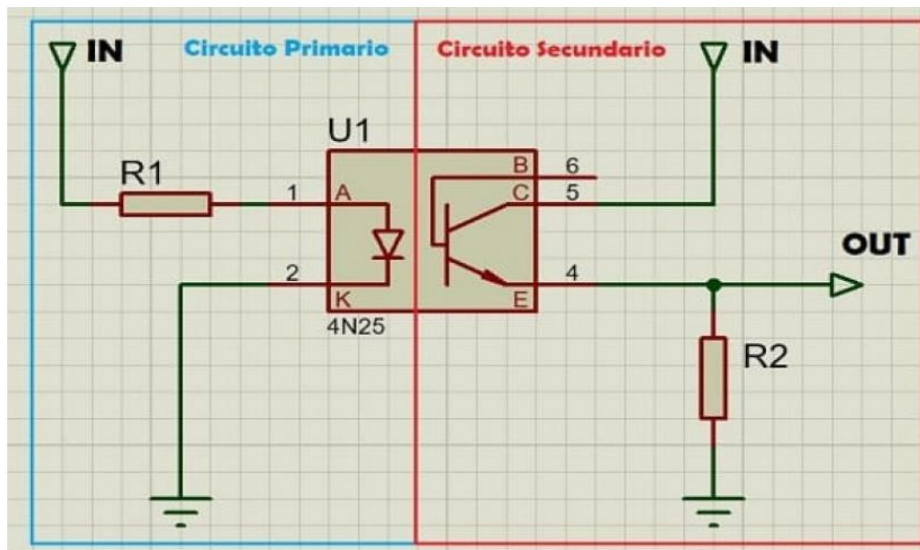 IN Circuito Primario Circuito Secundario IN
U1
R1
1 A
2 K
4N25
B 6
C 5
E 4
OUT
R2